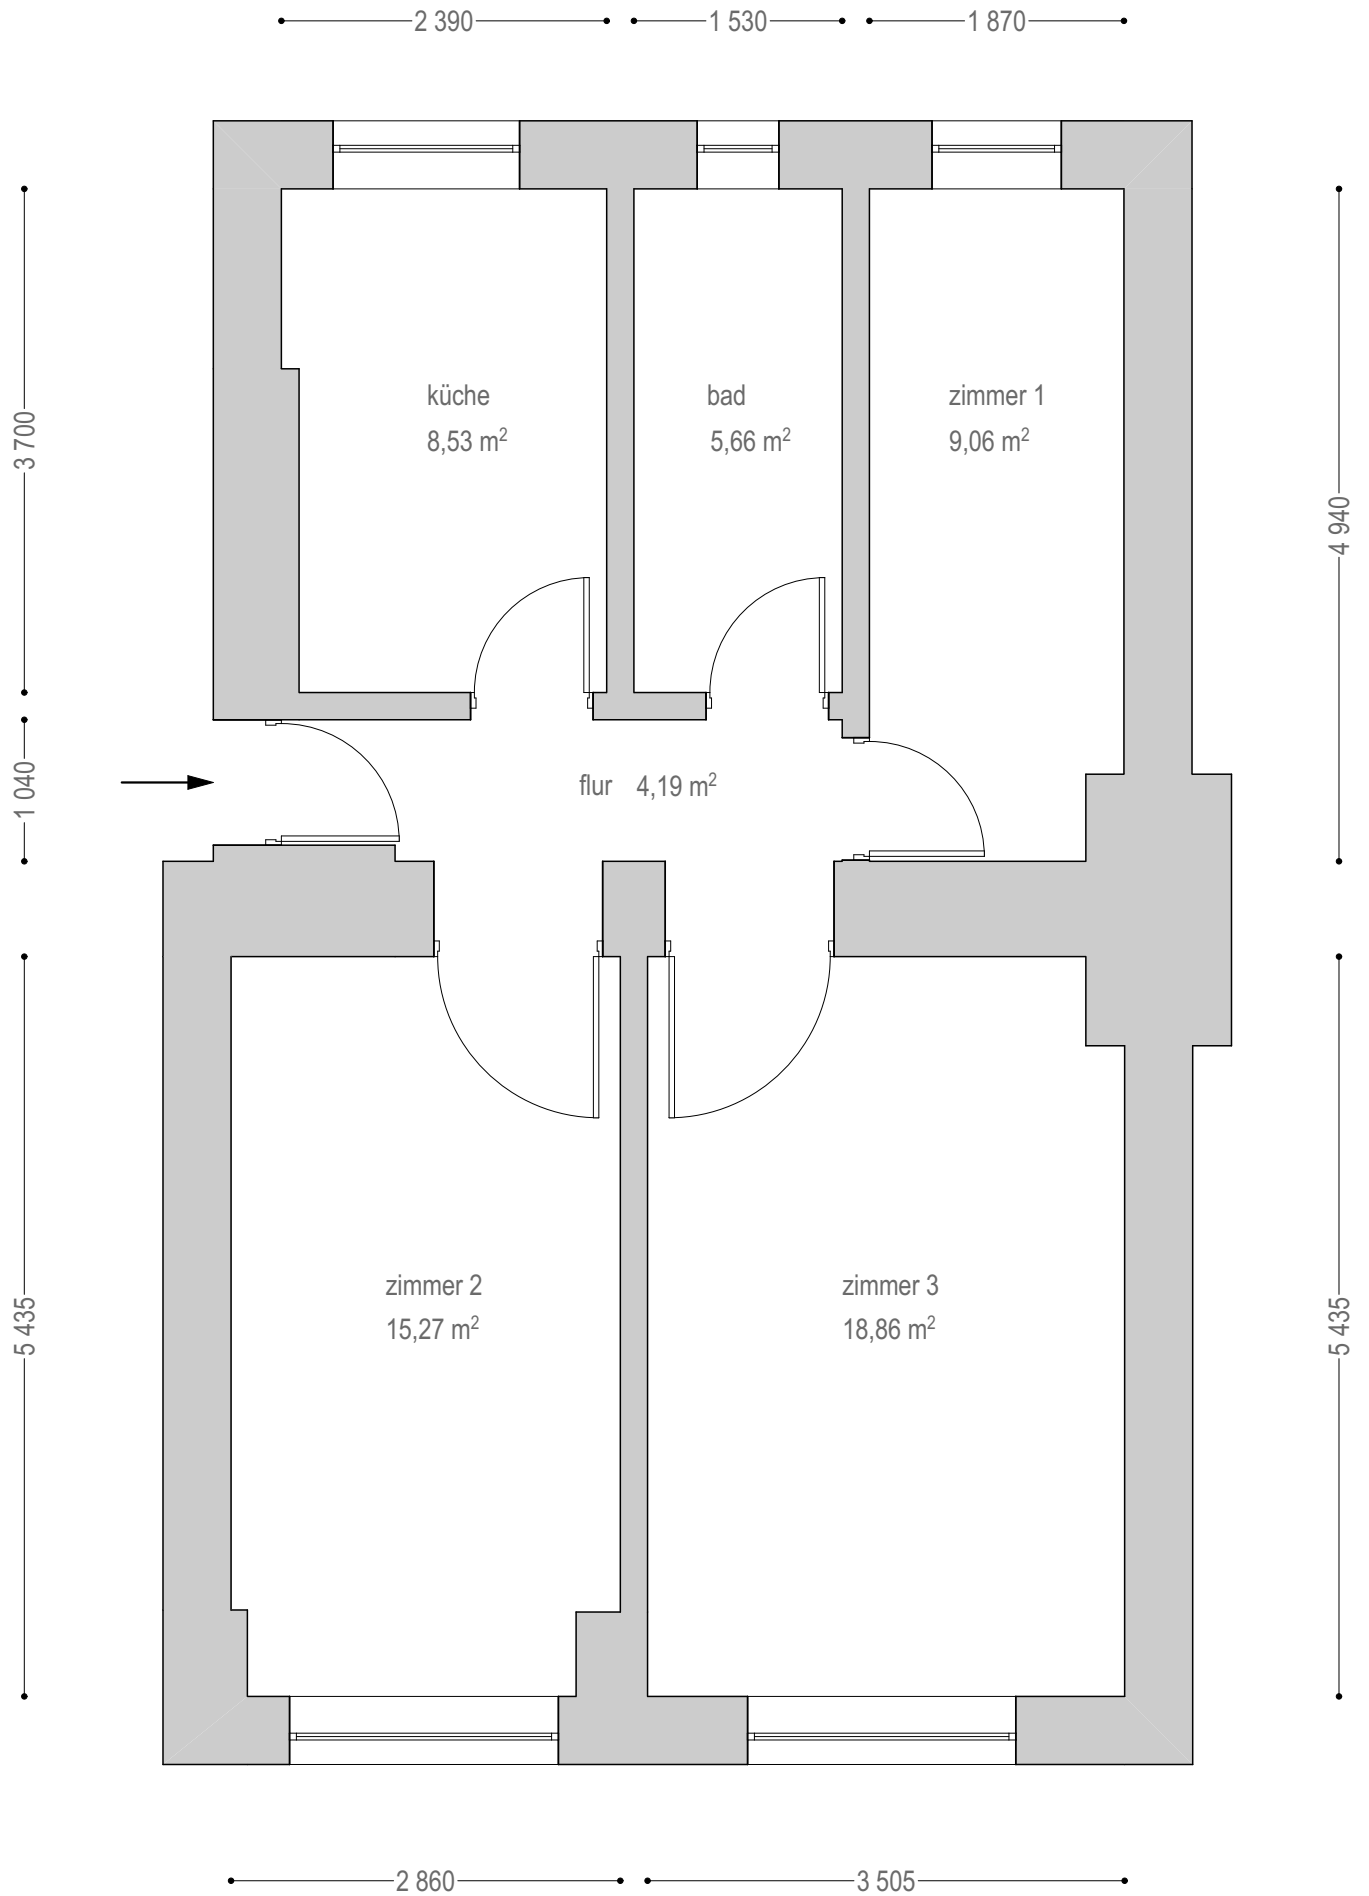 2 390
1 530
1 870
küche
8,53 m²
bad
5,66 m²
zimmer 1
9,06 m²
3 700
4 940
1 040
flur 4,19 m²
zimmer 2
15,27 m²
zimmer 3
18,86 m²
5 435
5 435
2 860
3 505